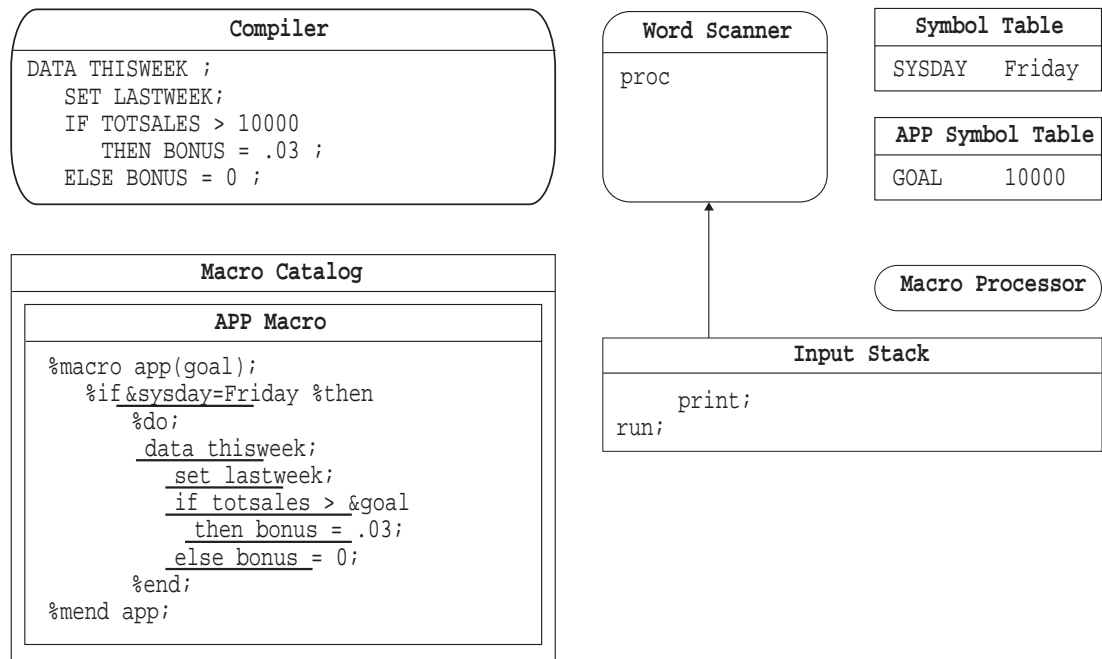 Compiler
DATA THISWEEK ;
SET LASTWEEK;
IF TOTSALES > 10000
THEN BONUS = .03 ;
ELSE BONUS = 0 ;
Word Scanner
proc
Symbol Table
SYSDAY Friday
APP Symbol Table
GOAL 10000
Macro Processor
Macro Catalog
APP Macro
%macro app(goal);
%if &sysday=Friday %then
%do;
data thisweek;
set lastweek;
if totsales > &goal
then bonus = .03;
else bonus = 0;
%end;
%mend app;
Input Stack
print;
run;